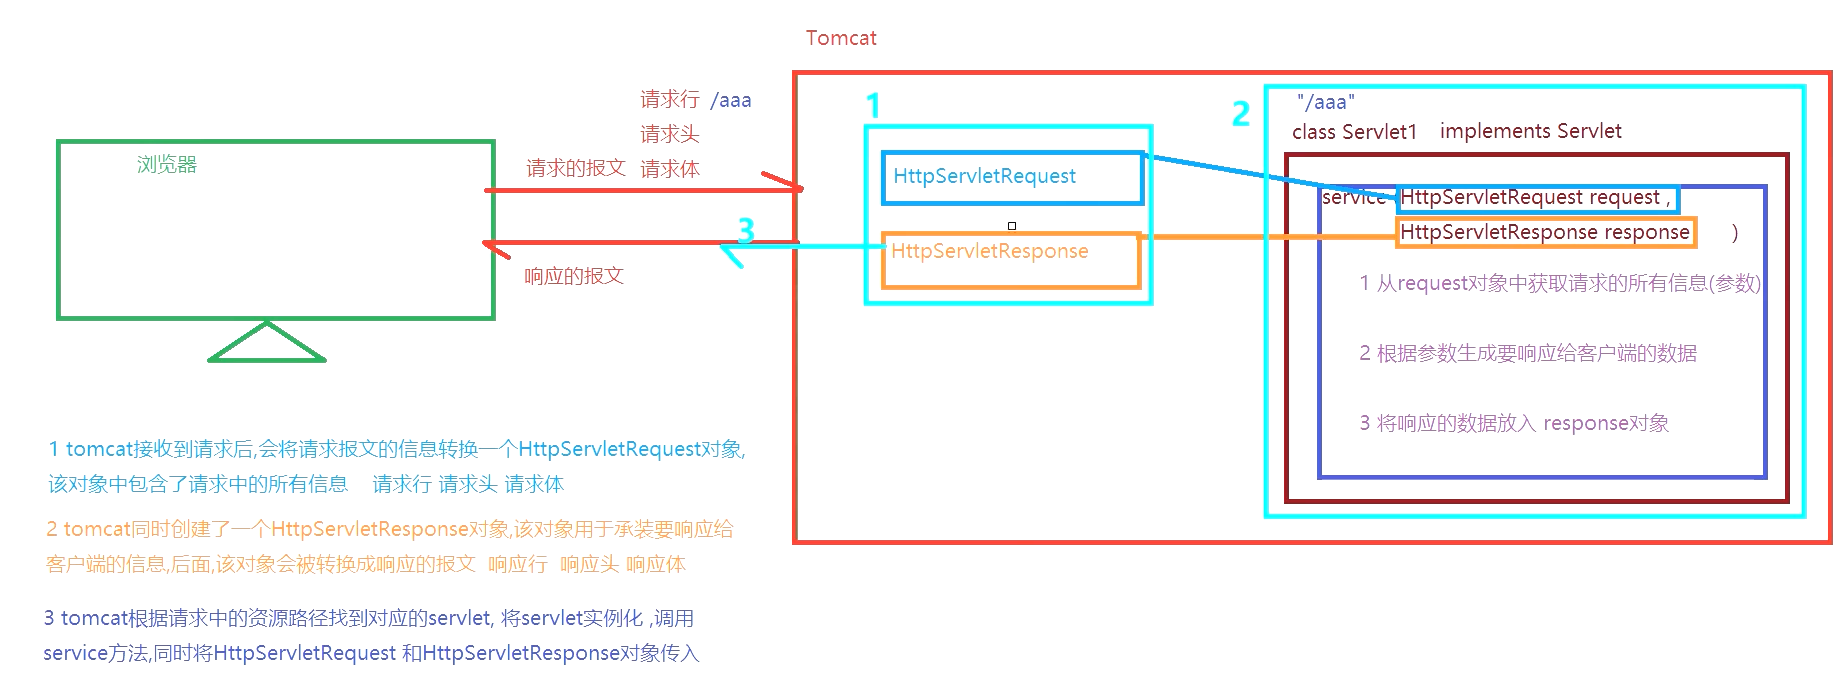 Tomcat
请求行 /aaa
请求头
请求的报文 请求体
浏览器
响应的报文
1
HttpServletRequest
HttpServletResponse
3
2
"/aaa"
class Servlet1 implements Servlet
service (HttpServletRequest request ,
HttpServletResponse response )
1 从request对象中获取请求的所有信息(参数)
2 根据参数生成要响应给客户端的数据
3 将响应的数据放入 response对象
1 tomcat接收到请求后,会将请求报文的信息转换一个HttpServletRequest对象,
该对象中包含了请求中的所有信息 请求行 请求头 请求体
2 tomcat同时创建了一个HttpServletResponse对象,该对象用于承装要响应给
客户端的信息,后面,该对象会被转换成响应的报文 响应行 响应头 响应体
3 tomcat根据请求中的资源路径找到对应的servlet, 将servlet实例化 ,调用
service方法,同时将HttpServletRequest 和HttpServletResponse对象传入